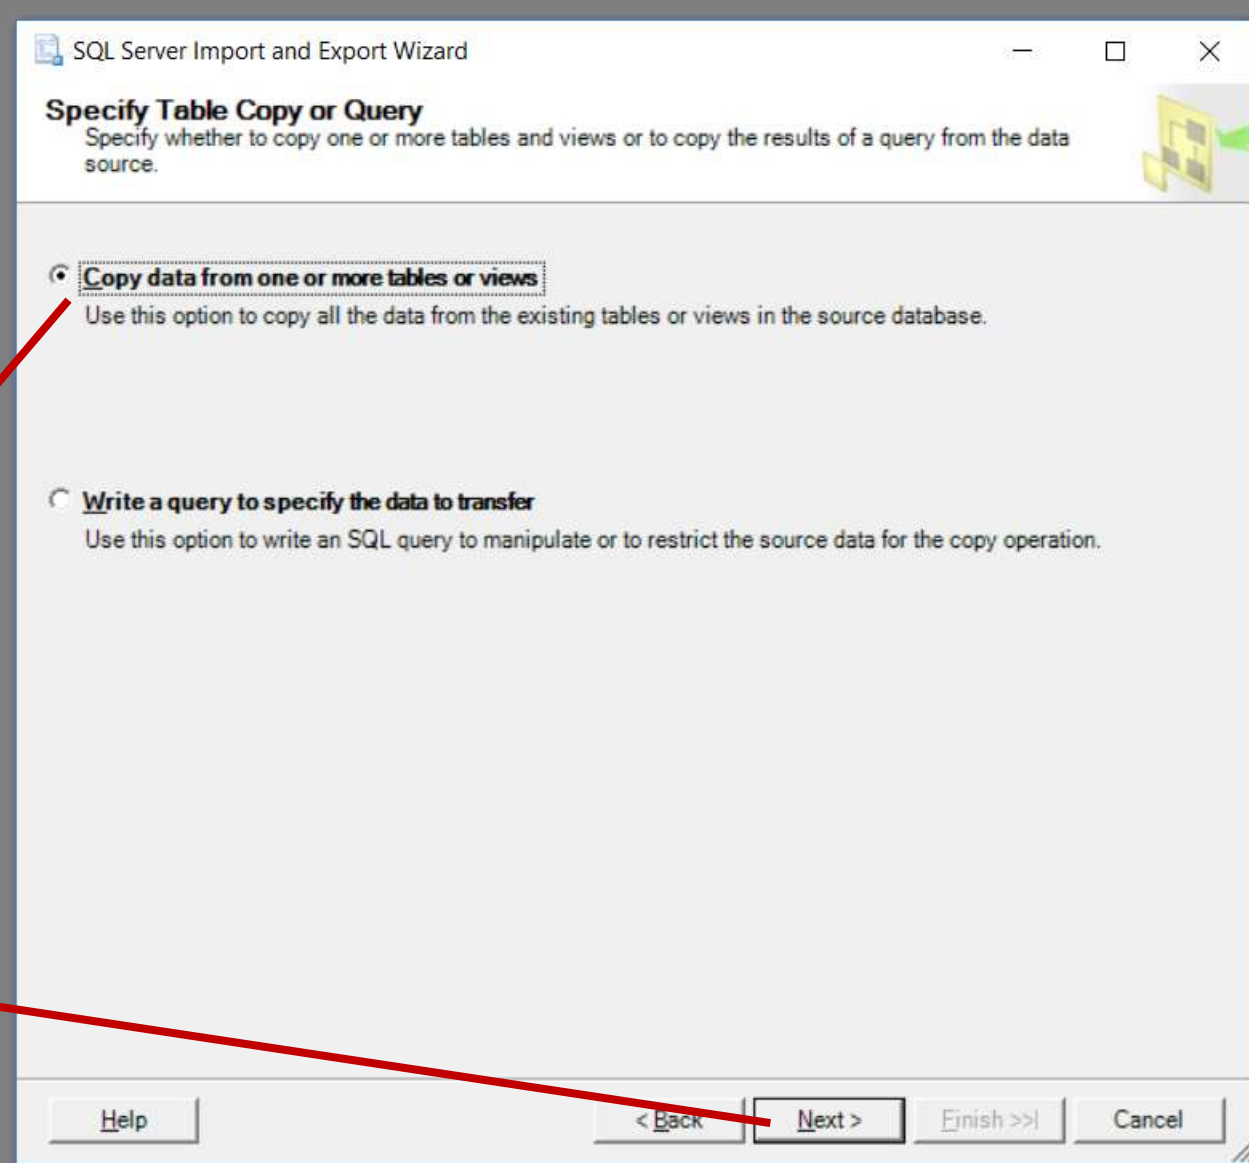 SQL Server Import and Export Wizard
Specify Table Copy or Query
Specify whether to copy one or more tables and views or to copy the results of a query from the data
source.
Copy data from one or more tables or views
Use this option to copy all the data from the existing tables or views in the source database.
Write a query to specify the data to transfer
Use this option to write an SQL query to manipulate or to restrict the source data for the copy operation.
Help
< Back
Next >
Finish >>|
Cancel